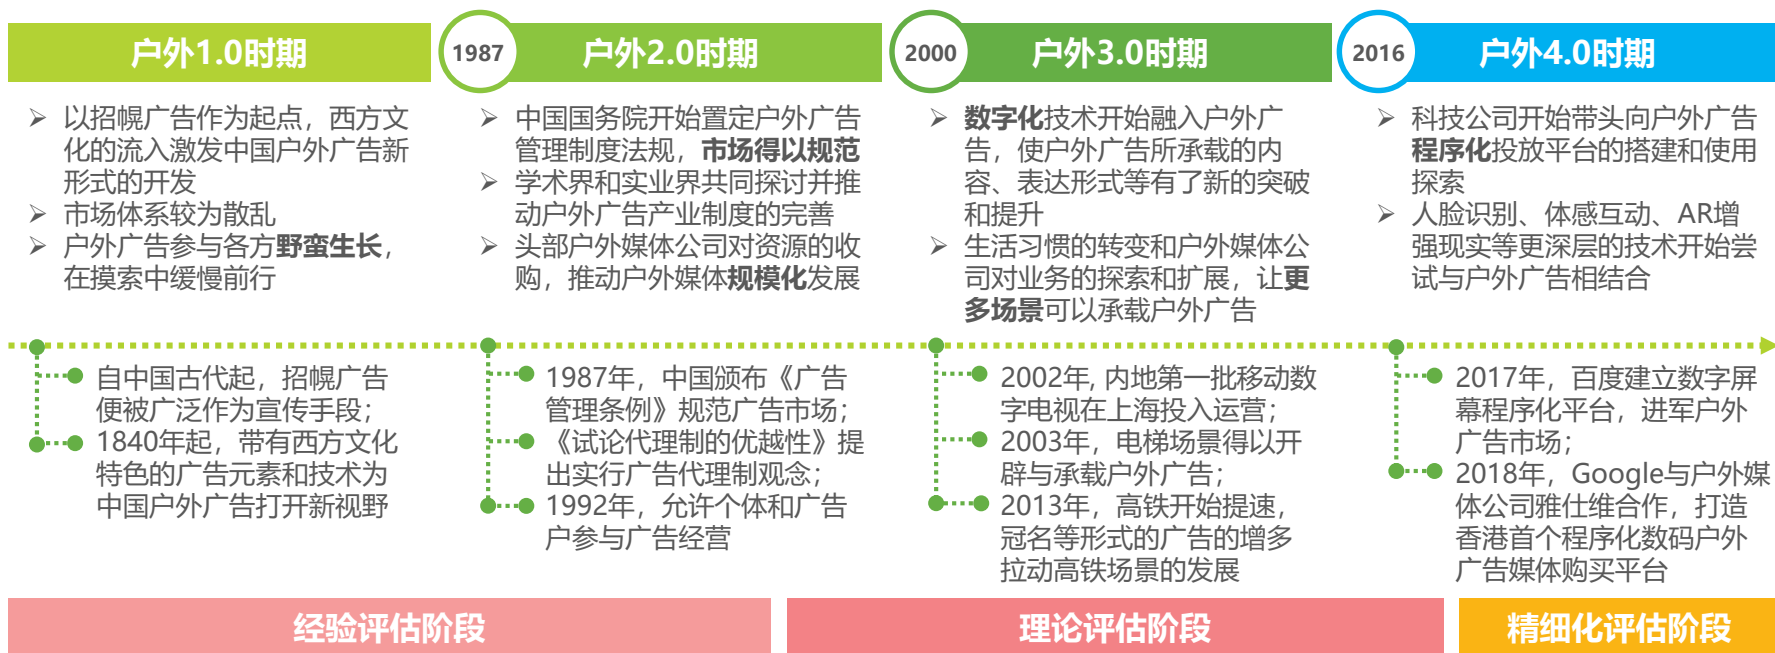 户外1.0时期
1987
户外2.0时期
2000
户外3.0时期
2016
户外4.0时期
以招幌广告作为起点，西方文
化的流入激发中国户外广告新
形式的开发
市场体系较为散乱
户外广告参与各方野蛮生长，
在摸索中缓慢前行
中国国务院开始置定户外广告
管理制度法规，市场得以规范
学术界和实业界共同探讨并推
动户外广告产业制度的完善
头部户外媒体公司对资源的收
购，推动户外媒体规模化发展
数字化技术开始融入户外广
告，使户外广告所承载的内
容、表达形式等有了新的突破
和提升
生活习惯的转变和户外媒体公
司对业务的探索和扩展，让更
多场景可以承载户外广告
科技公司开始带头向户外广告
程序化投放平台的搭建和使用
探索
人脸识别、体感互动、AR增
强现实等更深层的技术开始尝
试与户外广告相结合
自中国古代起，招幌广告
便被广泛作为宣传手段；
1840年起，带有西方文化
特色的广告元素和技术为
中国户外广告打开新视野
1987年，中国颁布《广告
管理条例》规范广告市场；
《试论代理制的优越性》提
出实行广告代理制观念；
1992年，允许个体和广告
户参与广告经营
2002年, 内地第一批移动数
字电视在上海投入运营；
2003年，电梯场景得以开
辟与承载户外广告；
2013年，高铁开始提速，
冠名等形式的广告的增多
拉动高铁场景的发展
2017年，百度建立数字屏
幕程序化平台，进军户外
广告市场；
2018年，Google与户外媒
体公司雅仕维合作，打造
香港首个程序化数码户外
广告媒体购买平台
经验评估阶段
理论评估阶段
精细化评估阶段